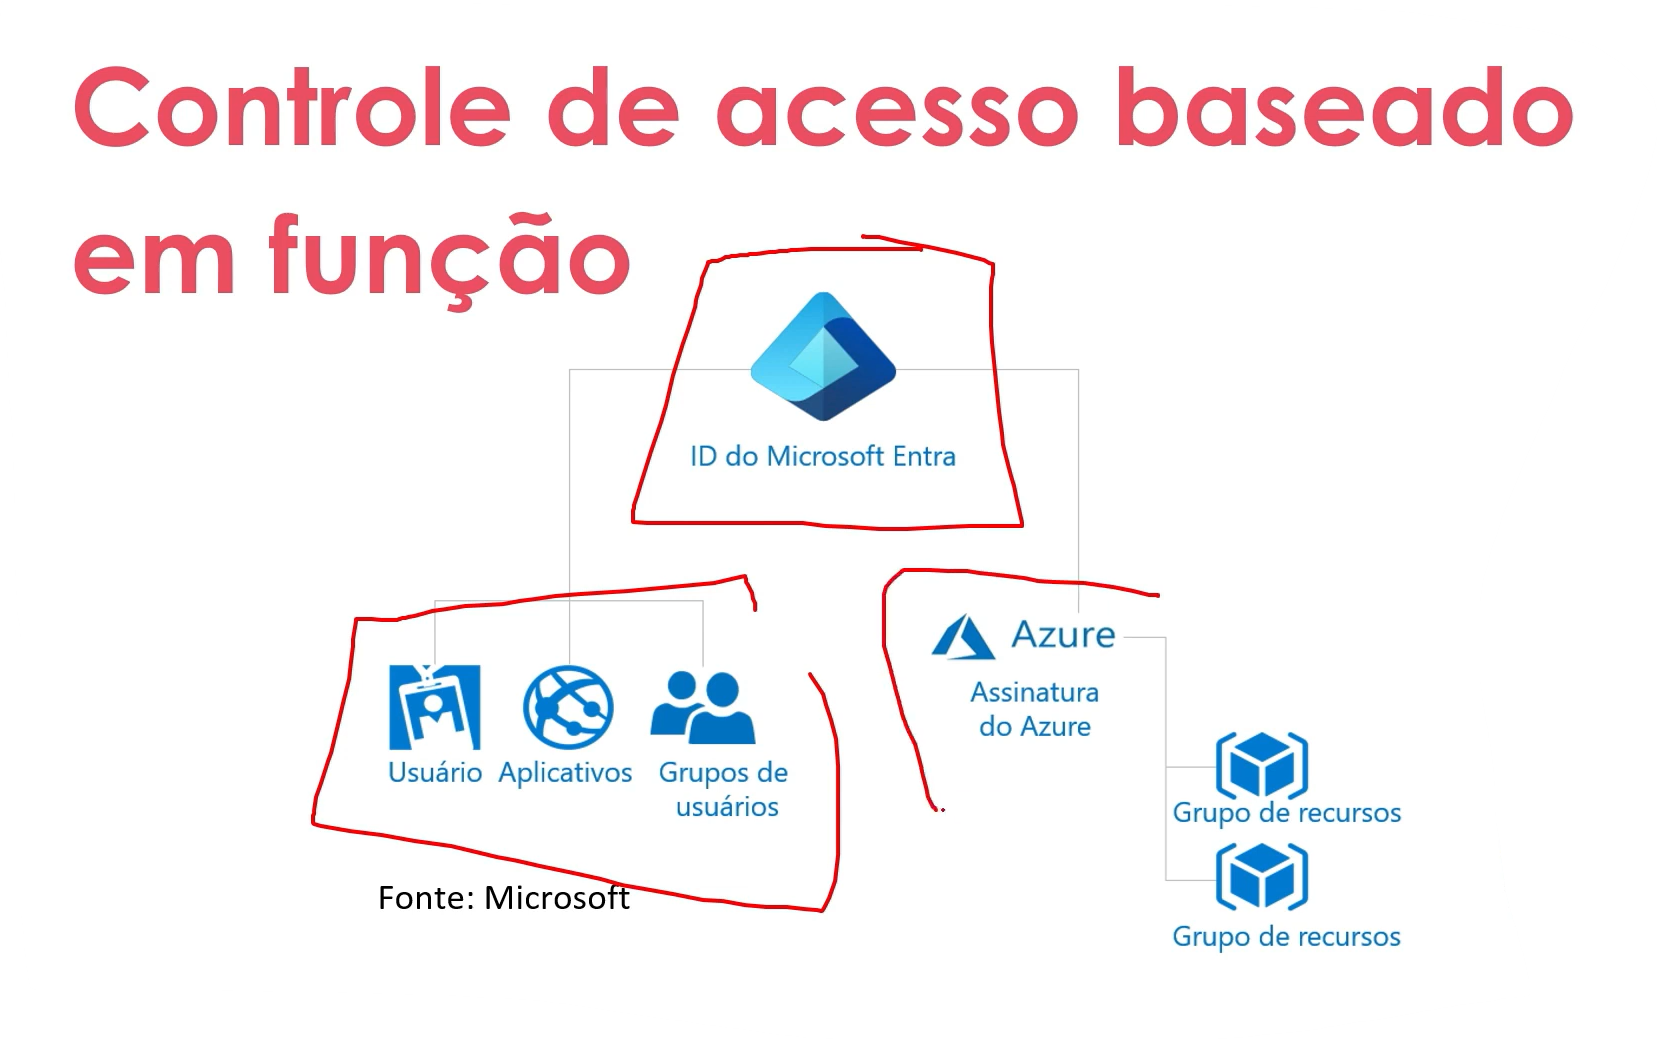 Controle de acesso baseado
em função
ID do Microsoft Entra
Azure
Assinatura
do Azure
Usuário
Aplicativos
Grupos de
usuários
Grupo de recursos
Fonte: Microsoft
Grupo de recursos